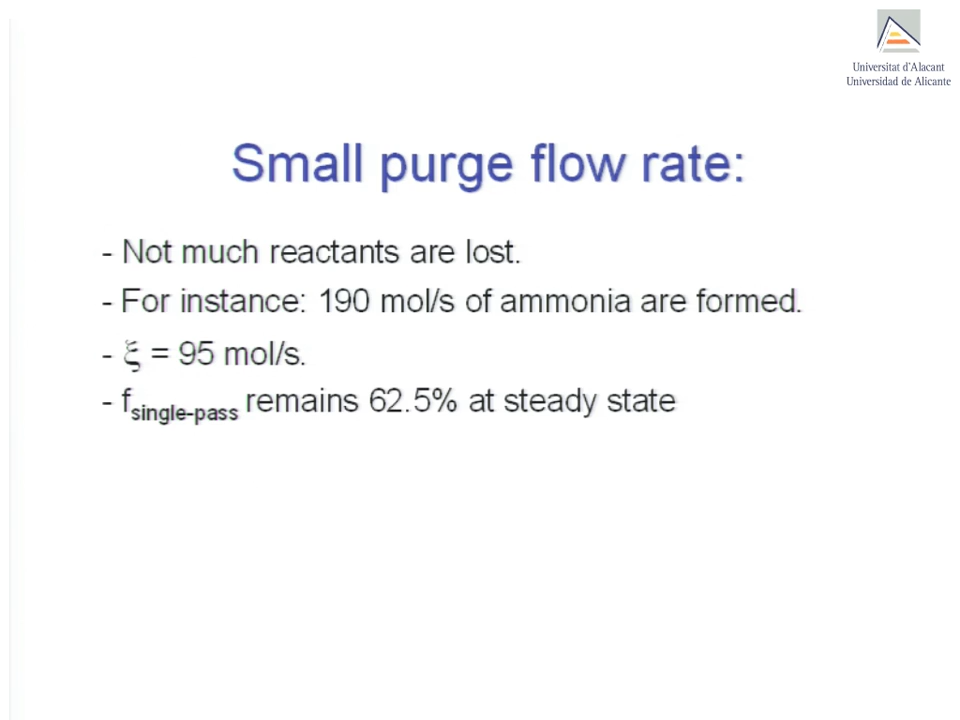 Universitat d'Alacant
Universidad de Alicante
Small purge flow rate:
- Not much reactants are lost.
- For instance: 190 mol/s of ammonia are formed.
- ξ = 95 mol/s.
- fsingle-pass remains 62.5% at steady state